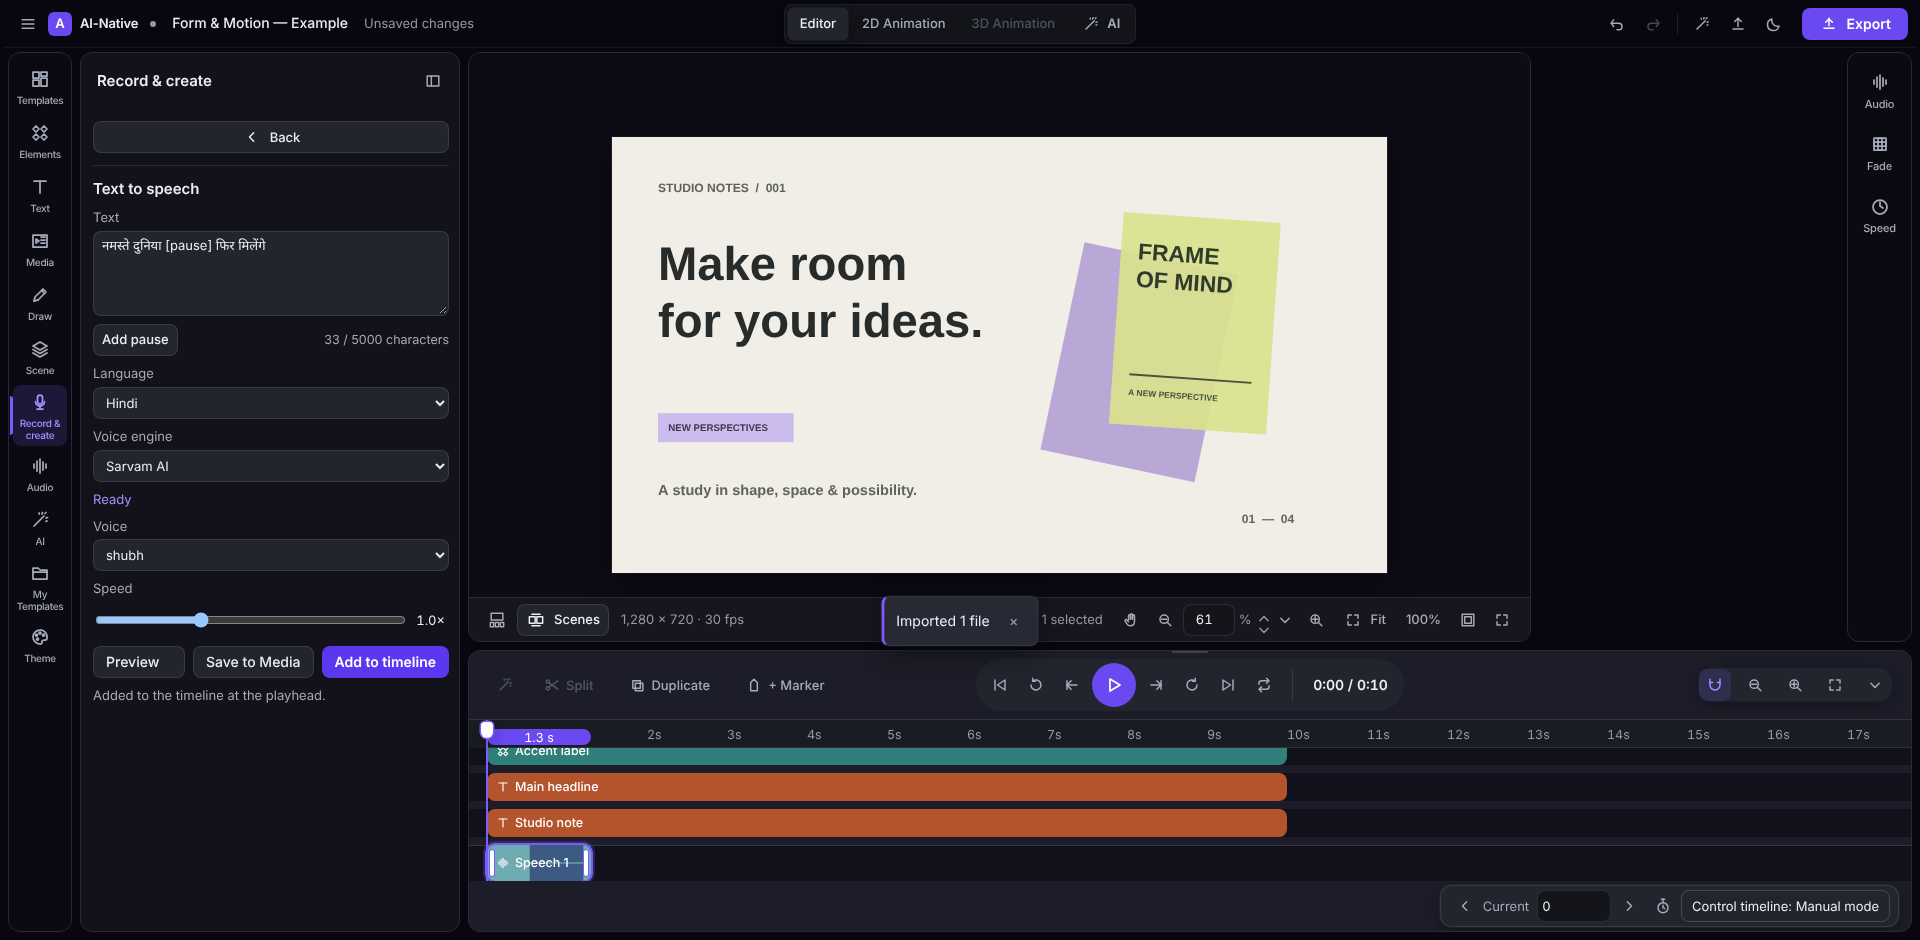 A AI-Native
Form & Motion — Example
Unsaved changes
Editor
2D Animation
3D Animation
AI
Export
Templates
Elements
Text
Media
Draw
Scene
Record &
create
Audio
AI
My
Templates
Theme
Record & create
Back
Text to speech
Text
नमस्ते दुनिया [pause] फिर मिलेंगे
Add pause
33 / 5000 characters
Language
Hindi
Voice engine
Sarvam AI
Ready
Voice
shubh
Speed
1.0×
Preview
Save to Media
Add to timeline
Added to the timeline at the playhead.
STUDIO NOTES / 001
Make room
for your ideas.
NEW PERSPECTIVES
A study in shape, space & possibility.
FRAME
OF MIND
A NEW PERSPECTIVE
01 — 04
Audio
Fade
Speed
Scenes
1,280 × 720 · 30 fps
Imported 1 file ×
1 selected
61 %
Fit
100%
Split
Duplicate
+ Marker
0:00 / 0:10
1.3 s
2s 3s 4s 5s 6s 7s 8s 9s 10s 11s 12s 13s 14s 15s 16s 17s
Accent label
Main headline
Studio note
Speech 1
Current 0
Control timeline: Manual mode